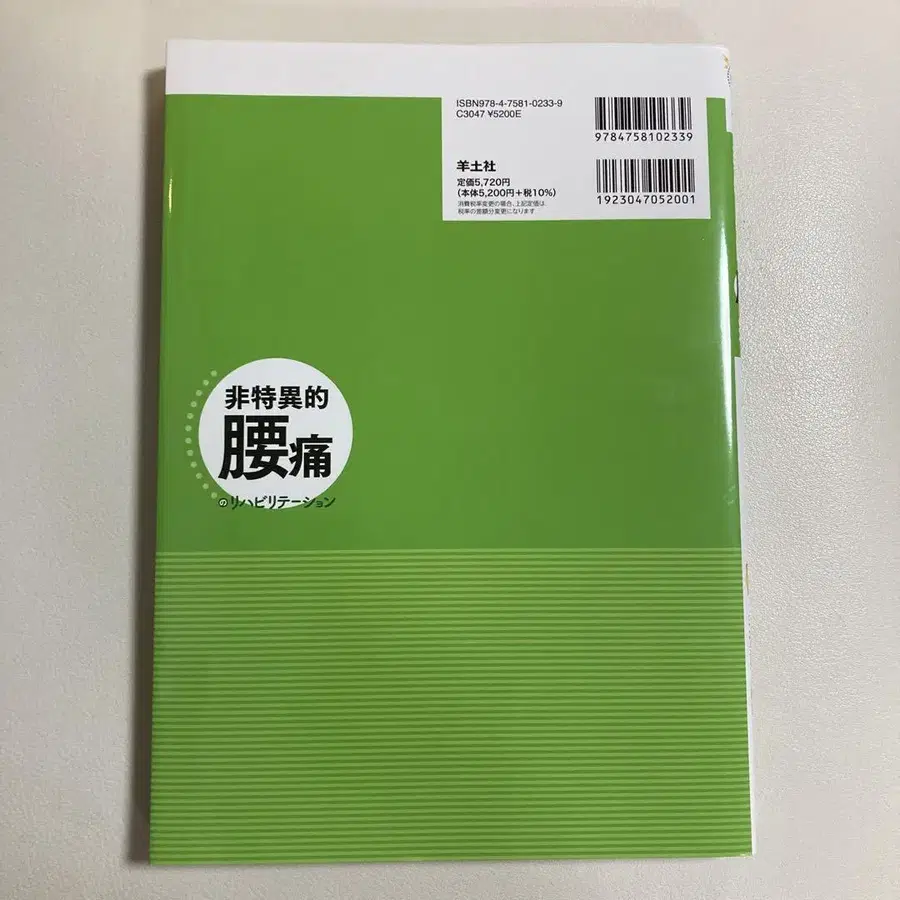 ISBN978-4-7581-0233-9
C3047 ¥5200E
9784758102339
羊土社
定価5,720円
(本体5,200円+税10%)
消費税率変更の場合、上記定価は
税率の差額分変更になります
1923047052001
非特異的
腰痛
のリハビリテーション